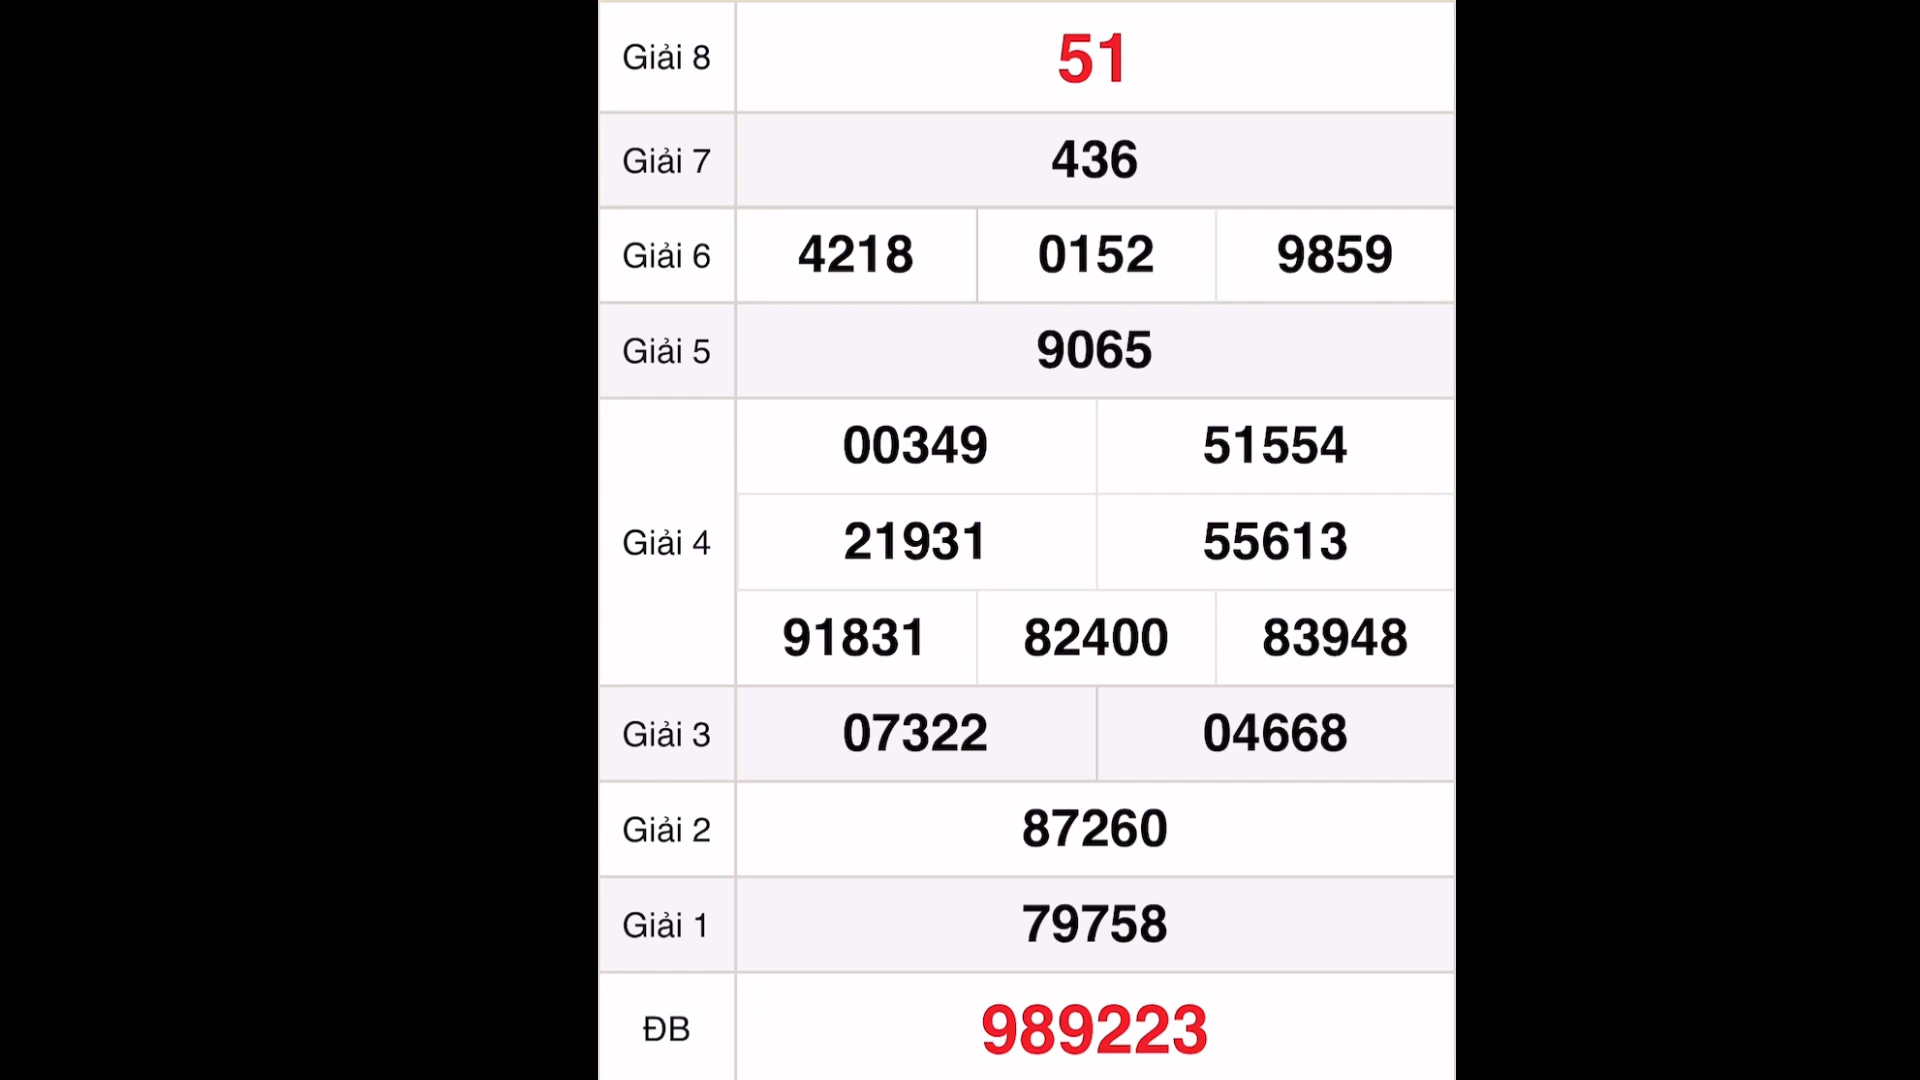 Giải 8 51
Giải 7 436
Giải 6 4218 0152 9859
Giải 5 9065
00349 51554
Giải 4 21931 55613
91831 82400 83948
Giải 3 07322 04668
Giải 2 87260
Giải 1 79758
ĐB 989223